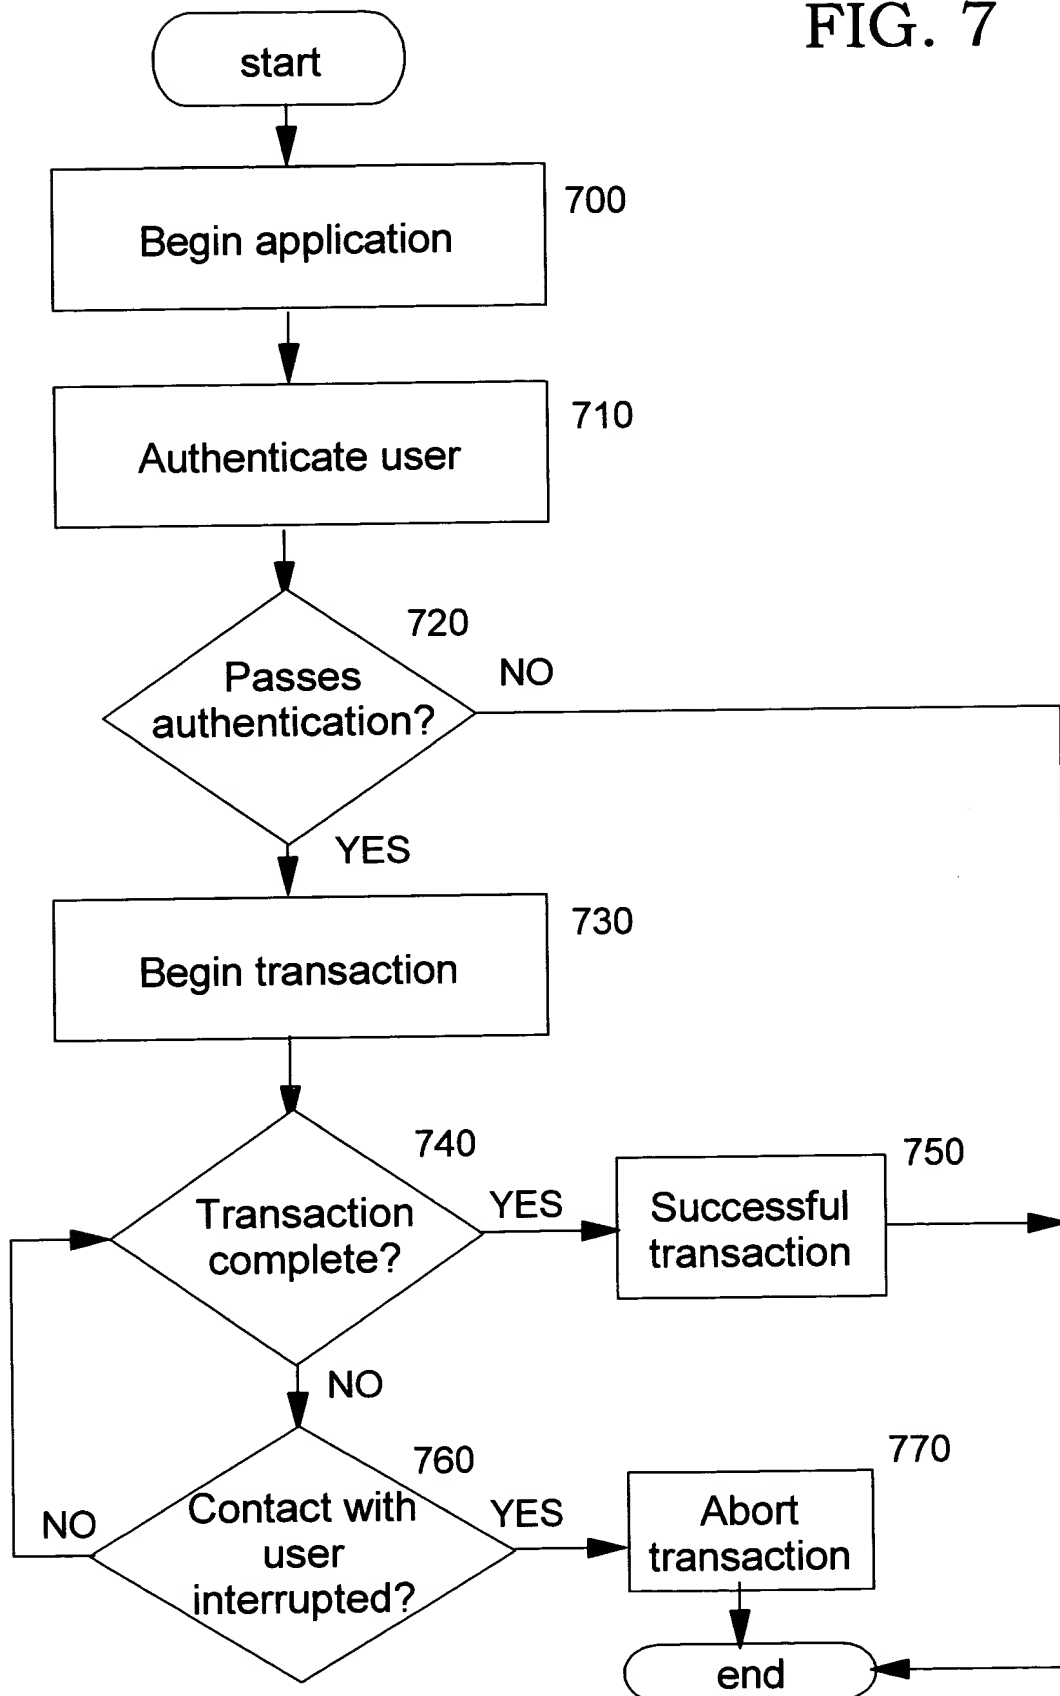 FIG. 7
start
700
Begin application
710
Authenticate user
720
NO
Passes
authentication?
YES
730
Begin transaction
740
Transaction
complete?
YES
750
Successful
transaction
NO
760
Contact with
user
interrupted?
NO
YES
770
Abort
transaction
end